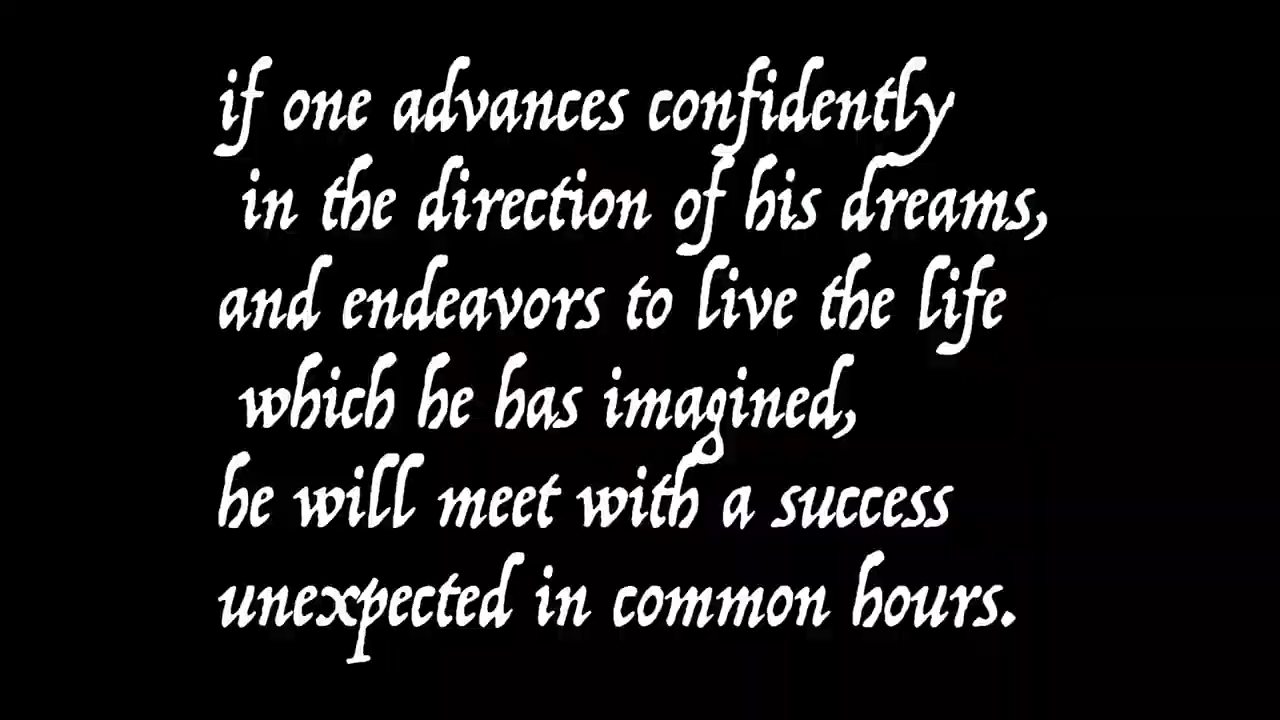 if one advances confidently
in the direction of his dreams,
and endeavors to live the life
which he has imagined,
he will meet with a success
unexpected in common hours.